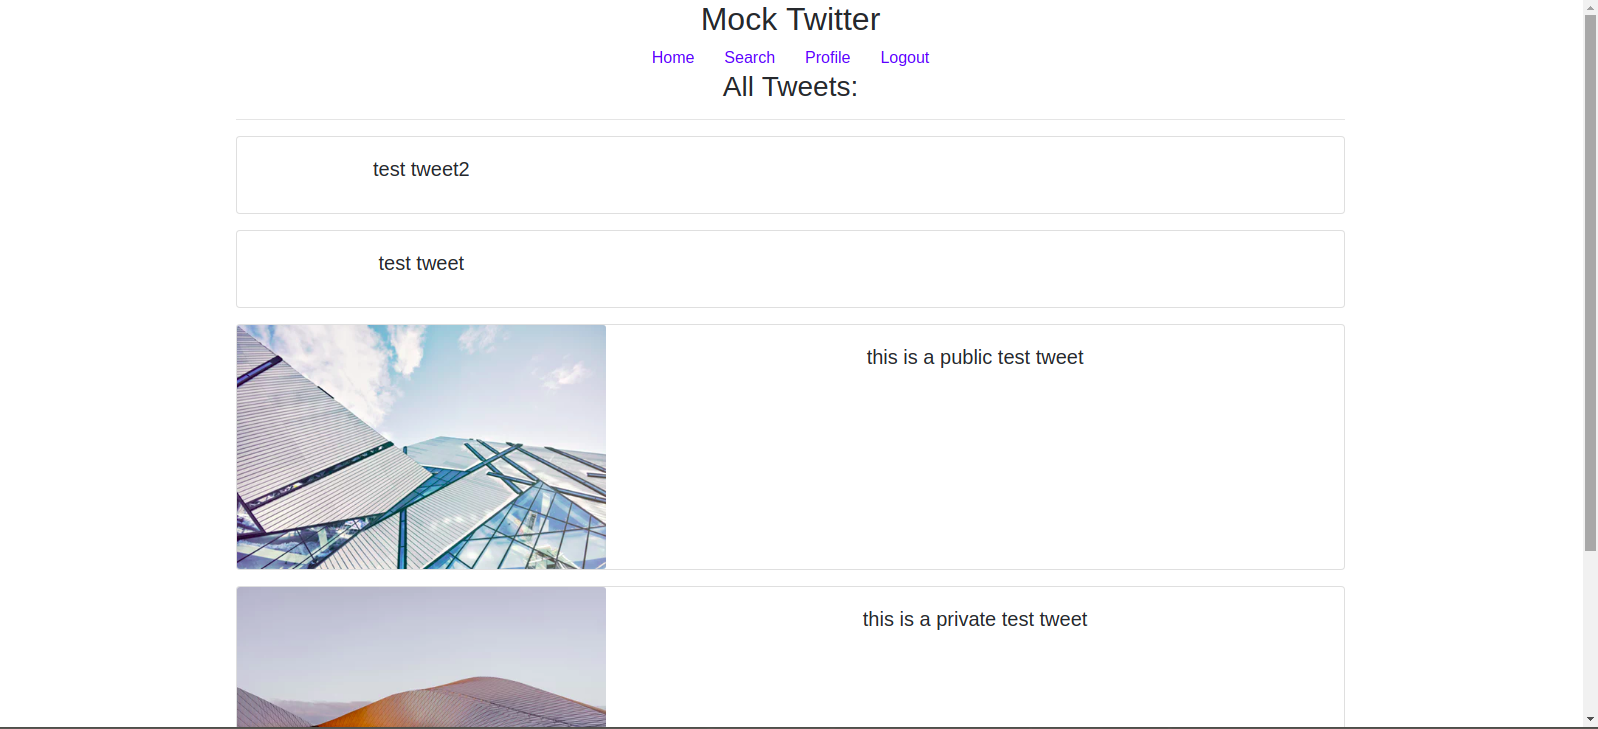 Mock Twitter
Home Search Profile Logout
All Tweets:
test tweet2
test tweet
this is a public test tweet
this is a private test tweet